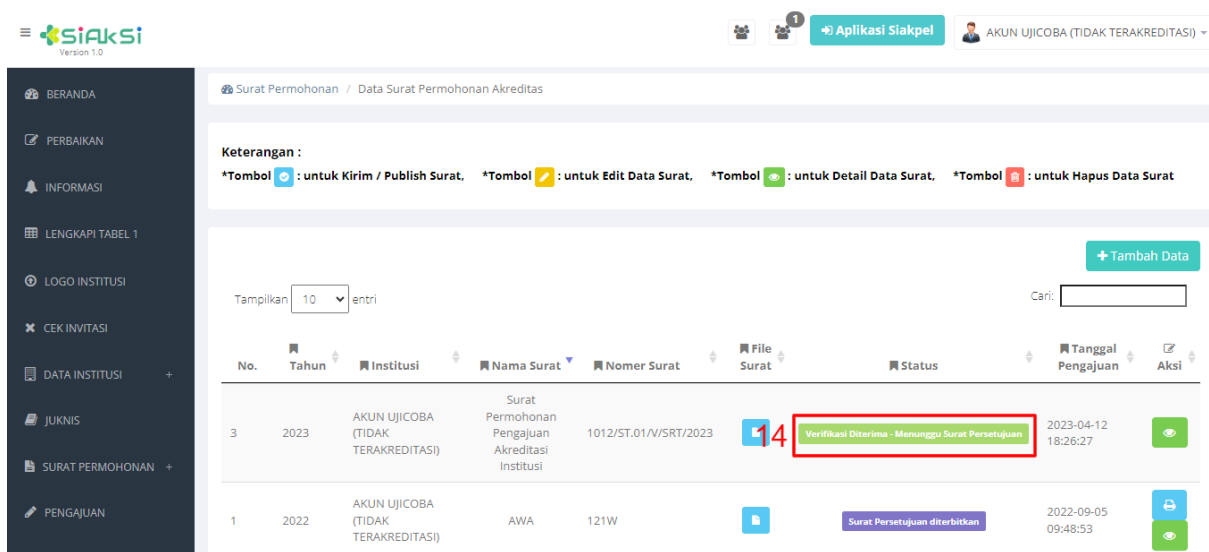 SiAkSi
Version 1.0
1
Aplikasi Siakpel
AKUN UJICOBA (TIDAK TERAKREDITASI)
BERANDA
PERBAIKAN
INFORMASI
LENGKAPI TABEL 1
LOGO INSTITUSI
CEK INVITASI
DATA INSTITUSI +
JUKNIS
SURAT PERMOHONAN +
PENGAJUAN
Surat Permohonan / Data Surat Permohonan Akreditas
Keterangan :
*Tombol : untuk Kirim / Publish Surat, *Tombol : untuk Edit Data Surat, *Tombol : untuk Detail Data Surat, *Tombol : untuk Hapus Data Surat
+ Tambah Data
Tampilkan 10 entri
Cari:
No.
Tahun
Institusi
Nama Surat
Nomer Surat
File
Surat
Status
Tanggal
Pengajuan
Aksi
3
2023
AKUN UJICOBA
(TIDAK
TERAKREDITASI)
Surat
Permohonan
Pengajuan
Akreditasi
Institusi
1012/ST.01/V/SRT/2023
14
Verifikasi Diterima - Menunggu Surat Persetujuan
2023-04-12
18:26:27
1
2022
AKUN UJICOBA
(TIDAK
TERAKREDITASI)
AWA
121W
Surat Persetujuan diterbitkan
2022-09-05
09:48:53